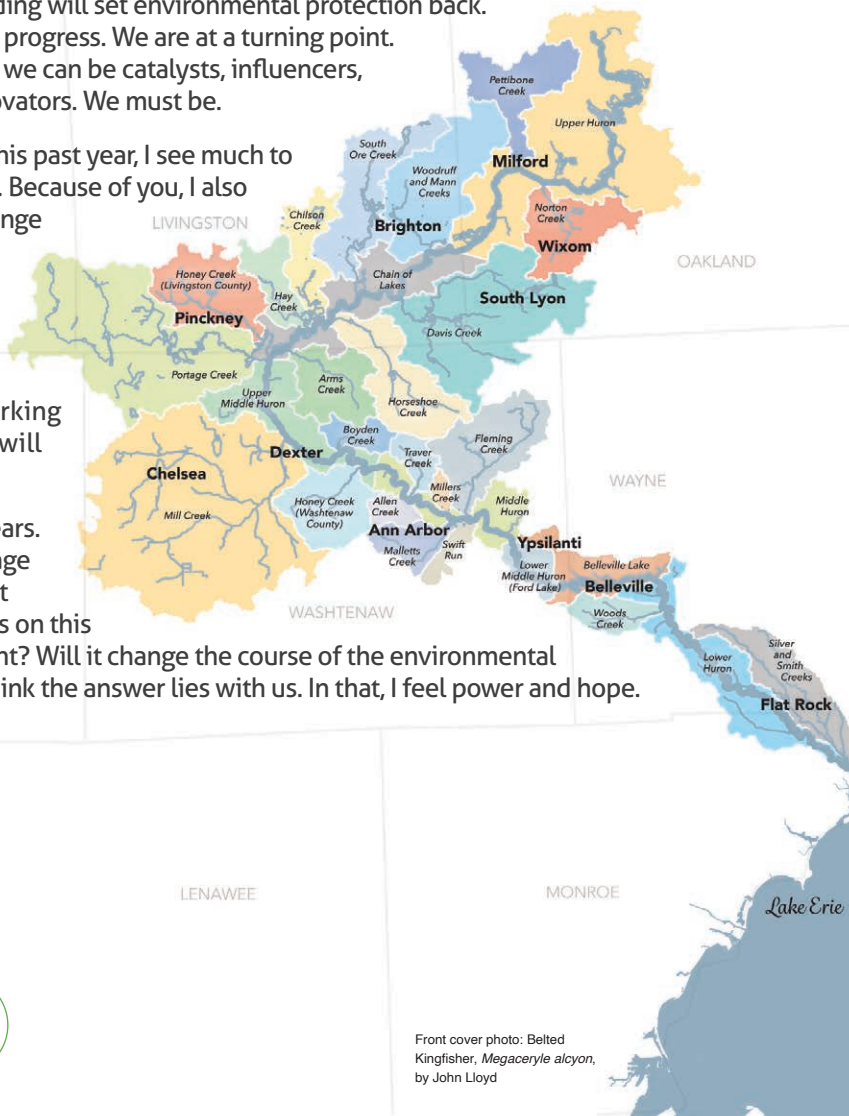 ding will set environmental protection back.
progress. We are at a turning point.
we can be catalysts, influencers,
ovators. We must be.
his past year, I see much to
. Because of you, I also
nge
rking
will
ars.
ge
t
s on this
nt? Will it change the course of the environmental
ink the answer lies with us. In that, I feel power and hope.
Pettibone
Creek
Upper Huron
South
Ore Creek
Woodruff
and Mann
Creeks
Milford
Norton
Creek
Wixom
Chilson
Creek
LIVINGSTON
Brighton
OAKLAND
Honey Creek
(Livingston County)
Pinckney
Hay
Creek
Chain of
Lakes
South Lyon
Davis Creek
Portage Creek
Upper
Middle Huron
Arms
Creek
Horseshoe
Creek
Boyden
Creek
Dexter
Traver
Creek
Fleming
Creek
Chelsea
Mill Creek
Honey Creek
(Washtenaw
County)
Allen
Creek
Millers
Creek
Middle
Huron
WAYNE
Ann Arbor
Malletts
Creek
Swift
Run
Ypsilanti
Lower
Middle Huron
(Ford Lake)
Belleville Lake
Belleville
Woods
Creek
WASHTENAW
Lower
Huron
Silver
and
Smith
Creeks
Flat Rock
LENAWEE
MONROE
Lake Erie
Front cover photo: Belted
Kingfisher, Megaceryle alcyon,
by John Lloyd